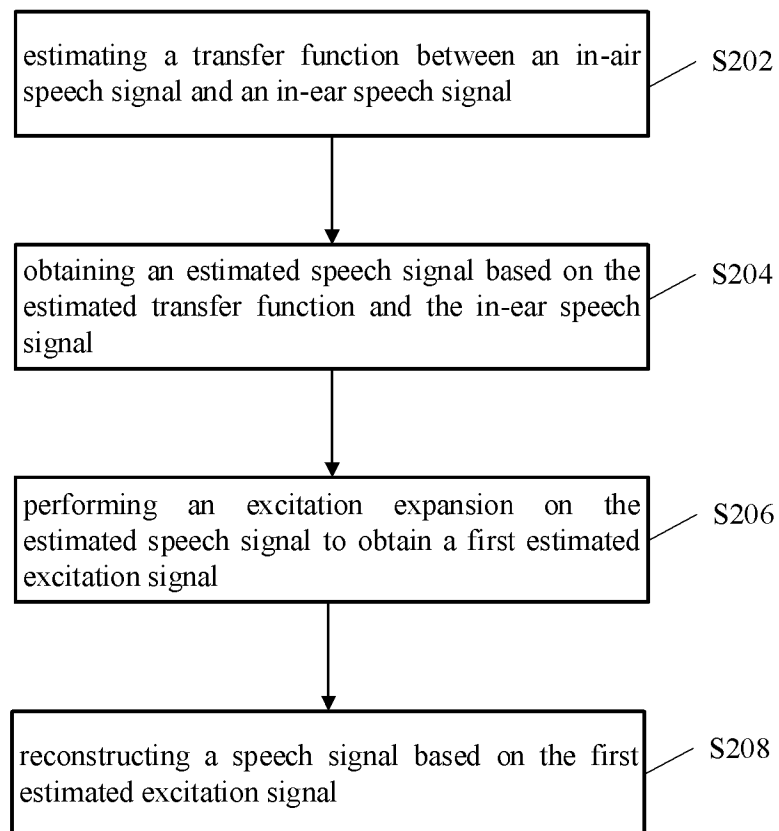 estimating a transfer function between an in-air
speech signal and an in-ear speech signal
S202
obtaining an estimated speech signal based on the
estimated transfer function and the in-ear speech
signal
S204
performing an excitation expansion on the
estimated speech signal to obtain a first estimated
excitation signal
S206
reconstructing a speech signal based on the first
estimated excitation signal
S208